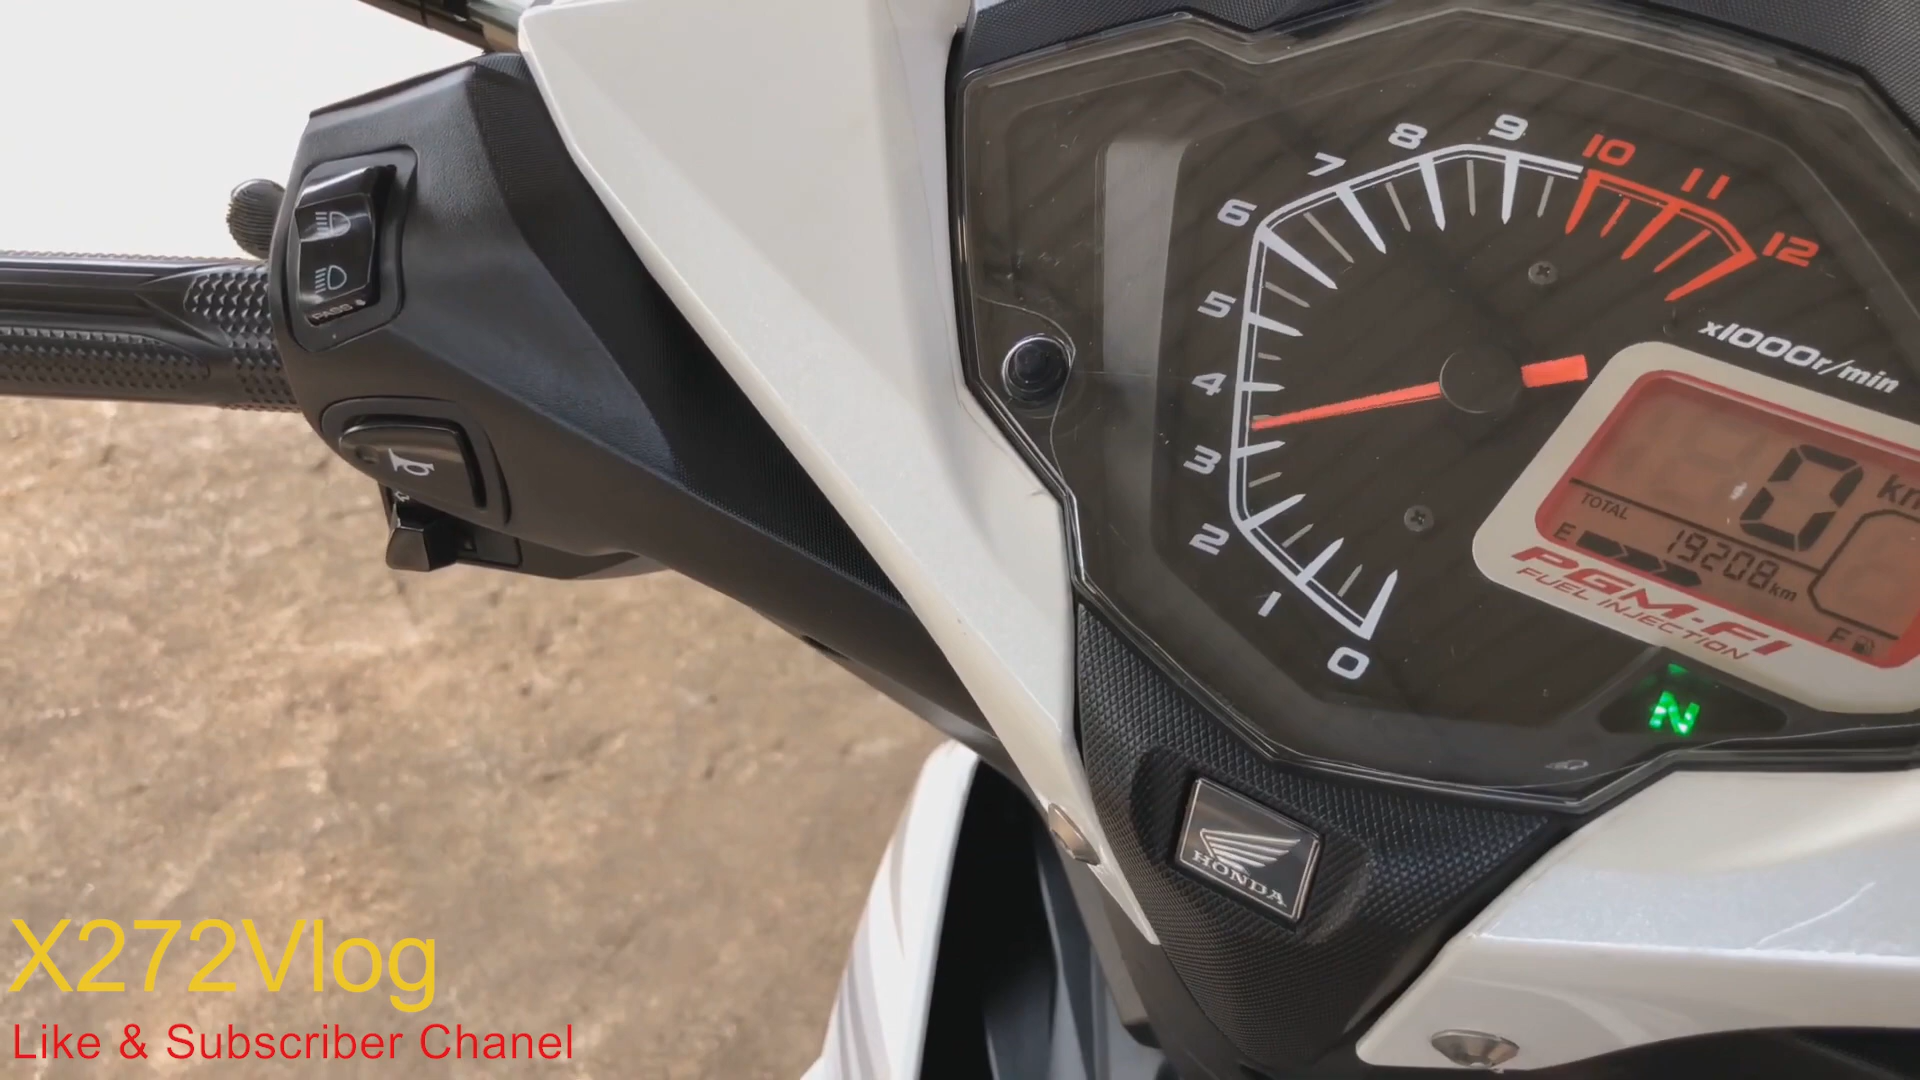 PASS
6
7
8
9
10
11
12
5
4
3
2
1
0
x1000r/min
0 km
TOTAL
19208km
E
F
PGM-FI
FUEL INJECTION
N
HONDA
X272Vlog
Like & Subscriber Chanel